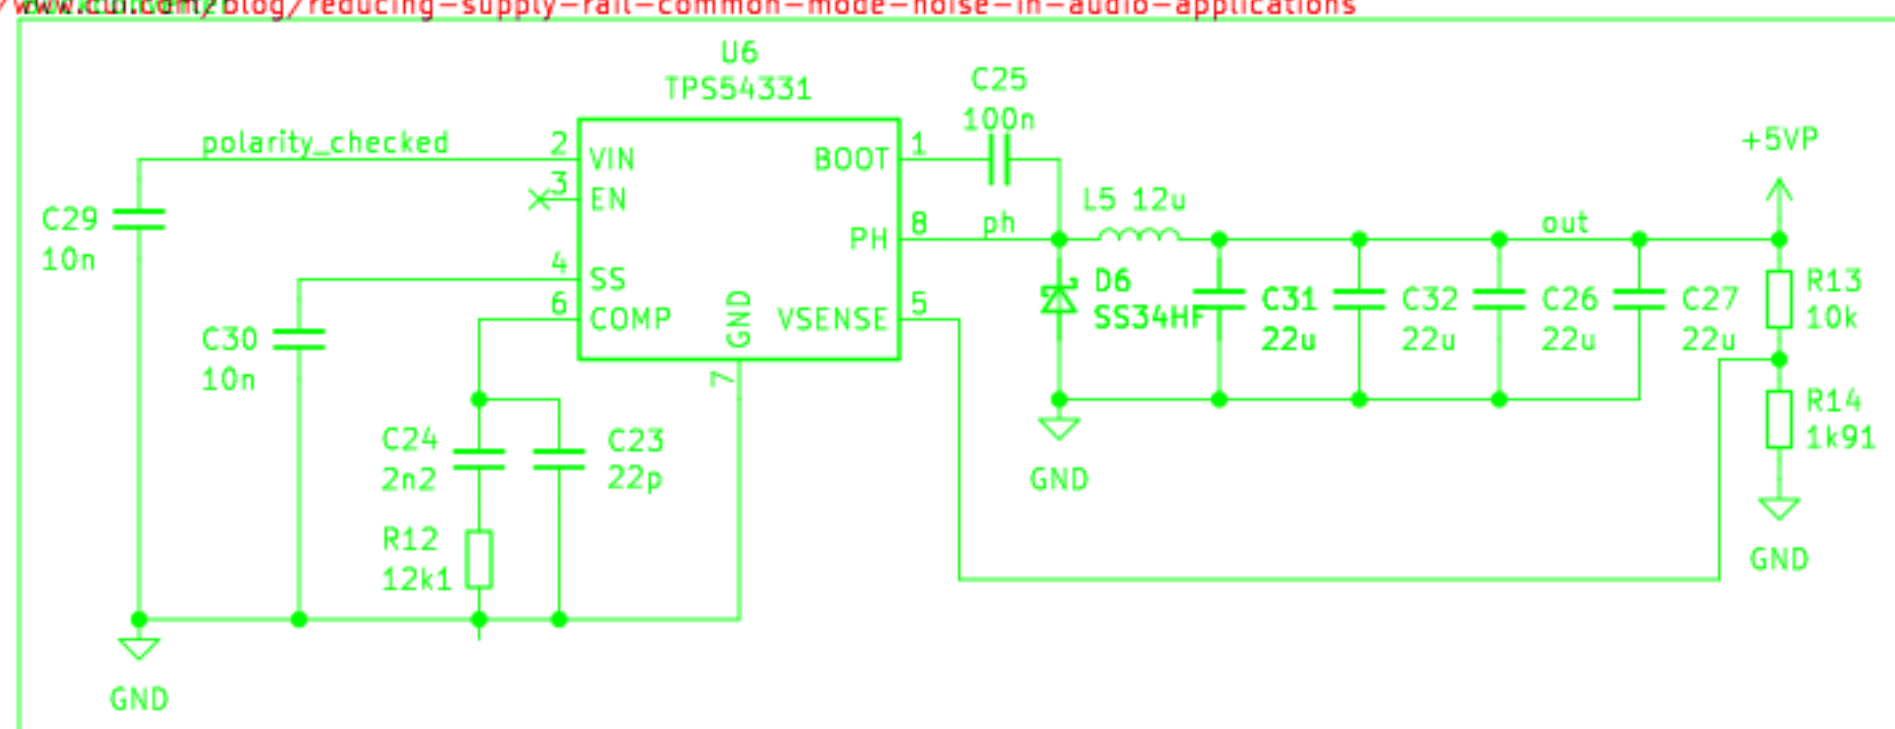 /www.cui.com/blog/reducing-supply-rail-common-mode-noise-in-audio-applications
U6
TPS54331
C25
100n
polarity_checked
2
VIN
BOOT
1
+5VP
3
EN
C29
10n
L5 12u
PH
8
ph
out
4
SS
6
COMP
GND
7
VSENSE
5
D6
SS34HF
C31
22u
C32
22u
C26
22u
C27
22u
R13
10k
C30
10n
R14
1k91
C24
2n2
C23
22p
GND
R12
12k1
GND
GND